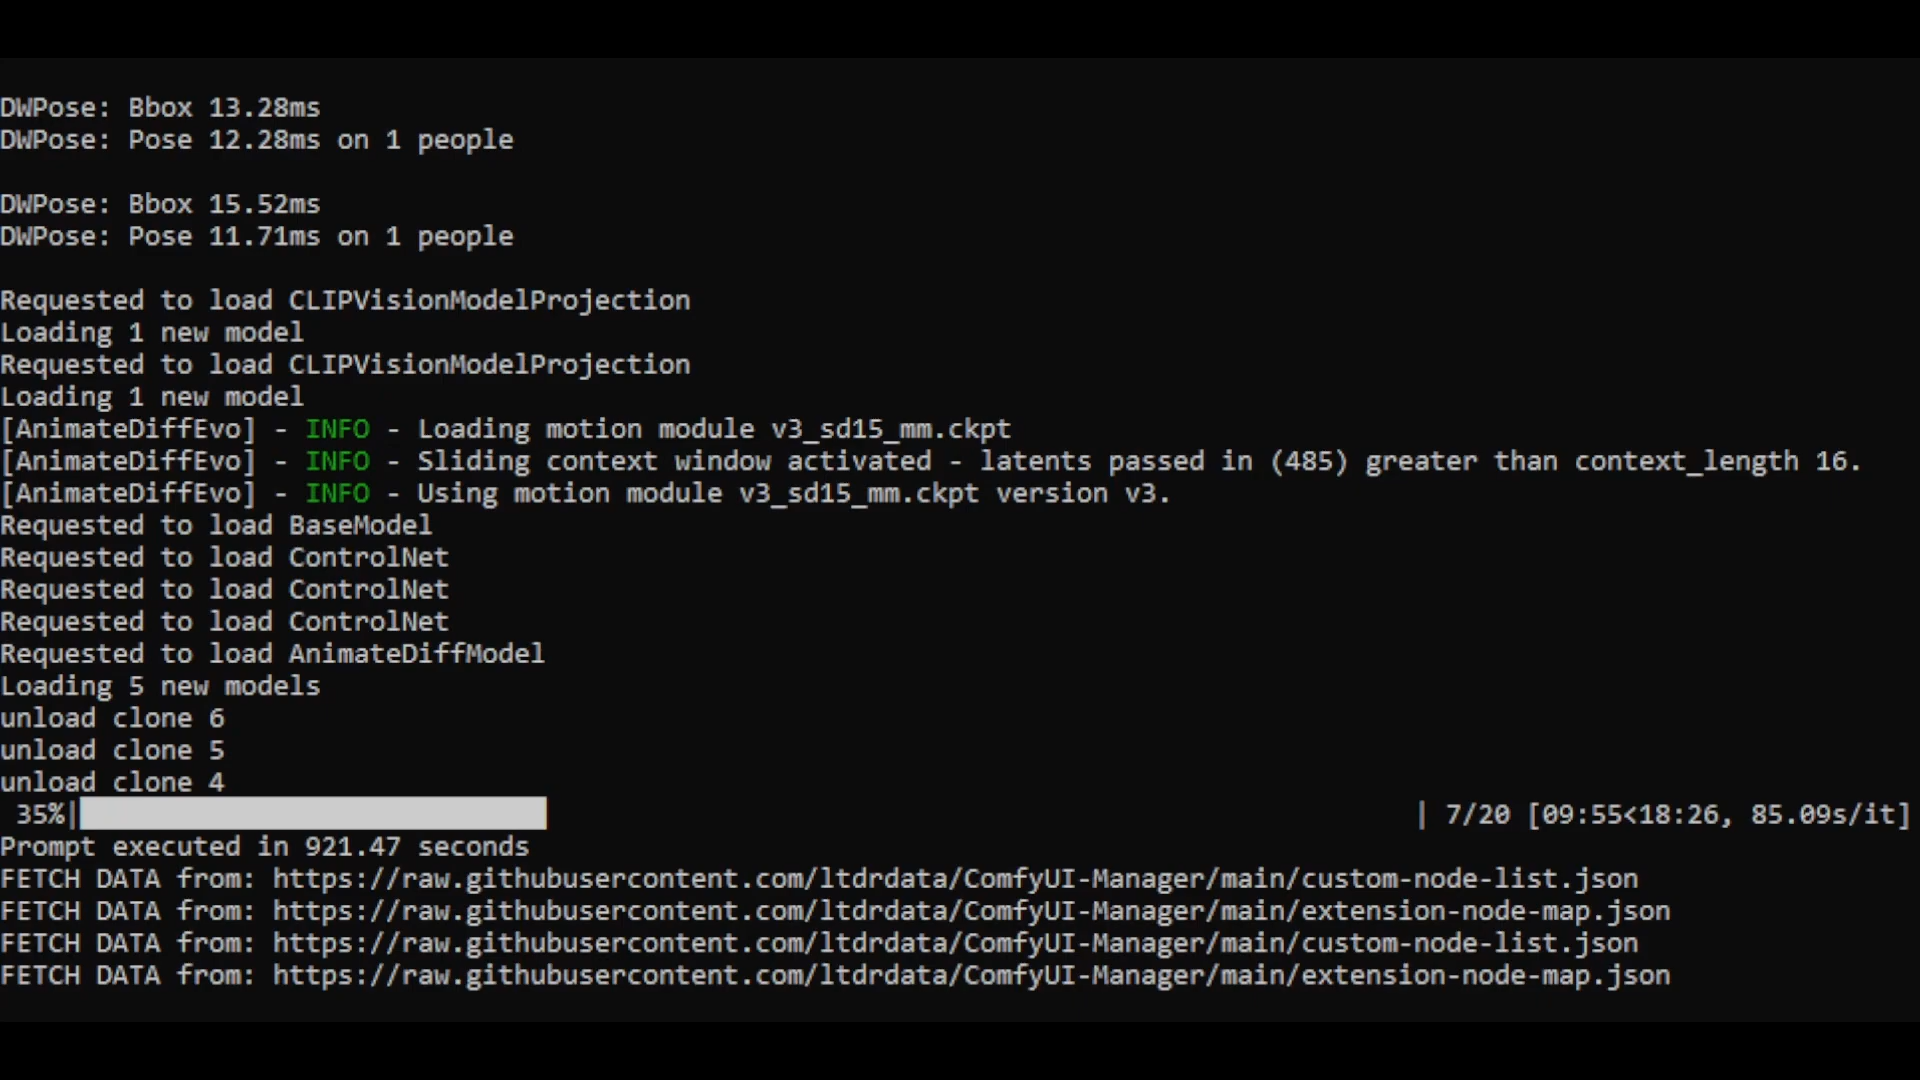 DWPose: Bbox 13.28ms
DWPose: Pose 12.28ms on 1 people
DWPose: Bbox 15.52ms
DWPose: Pose 11.71ms on 1 people
Requested to load CLIPVisionModelProjection
Loading 1 new model
Requested to load CLIPVisionModelProjection
Loading 1 new model
[AnimateDiffEvo] - INFO - Loading motion module v3_sd15_mm.ckpt
[AnimateDiffEvo] - INFO - Sliding context window activated - latents passed in (485) greater than context_length 16.
[AnimateDiffEvo] - INFO - Using motion module v3_sd15_mm.ckpt version v3.
Requested to load BaseModel
Requested to load ControlNet
Requested to load ControlNet
Requested to load ControlNet
Requested to load AnimateDiffModel
Loading 5 new models
unload clone 6
unload clone 5
unload clone 4
35%| | 7/20 [09:55<18:26, 85.09s/it]
Prompt executed in 921.47 seconds
FETCH DATA from: https://raw.githubusercontent.com/ltdrdata/ComfyUI-Manager/main/custom-node-list.json
FETCH DATA from: https://raw.githubusercontent.com/ltdrdata/ComfyUI-Manager/main/extension-node-map.json
FETCH DATA from: https://raw.githubusercontent.com/ltdrdata/ComfyUI-Manager/main/custom-node-list.json
FETCH DATA from: https://raw.githubusercontent.com/ltdrdata/ComfyUI-Manager/main/extension-node-map.json